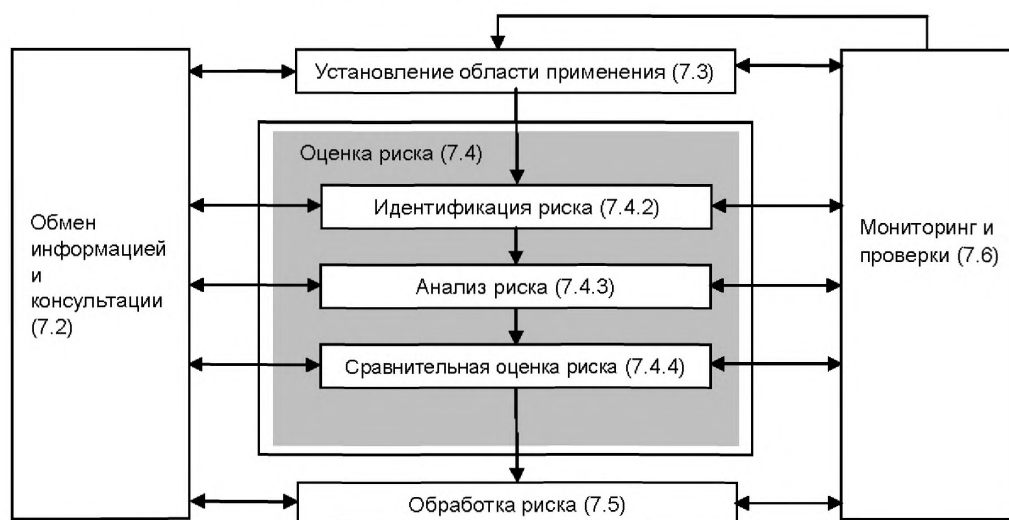 Установление области применения (7.3)
Оценка риска (7.4)
Идентификация риска (7.4.2)
Обмен
информацией
и
консультации
(7.2)
Мониторинг и
проверки (7.6)
Анализ риска (7.4.3)
Сравнительная оценка риска (7.4.4)
Обработка риска (7.5)